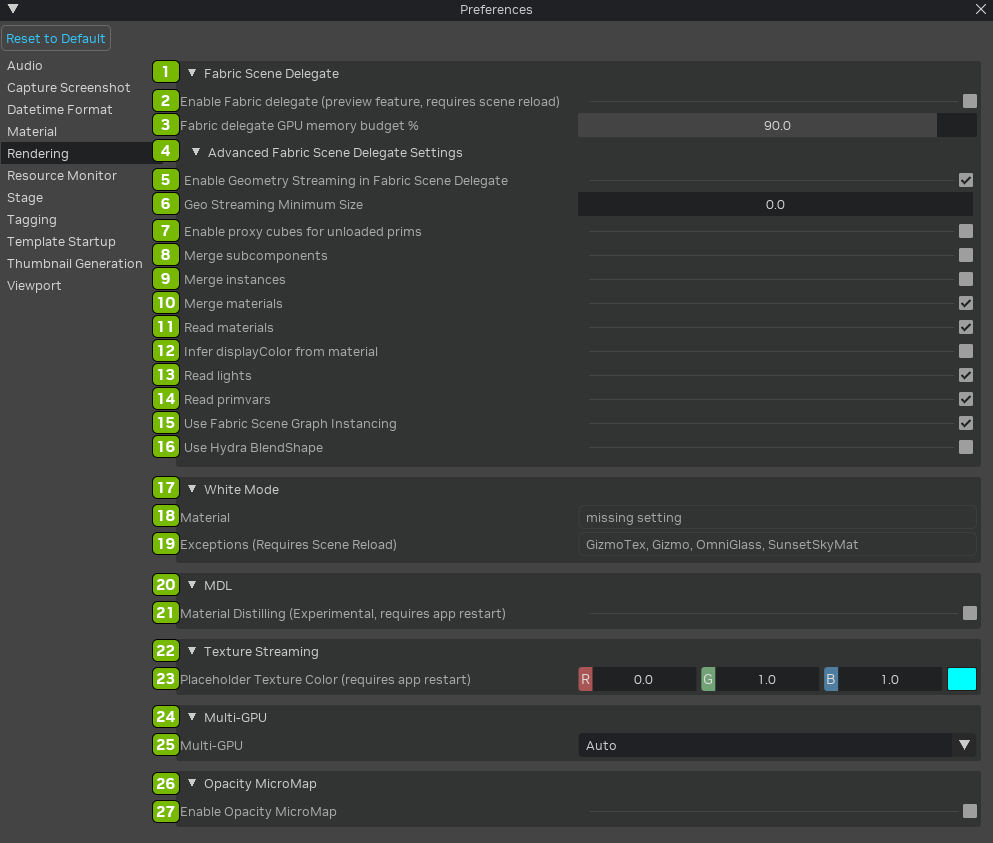 Preferences
Reset to Default
Audio
Capture Screenshot
Datetime Format
Material
Rendering
Resource Monitor
Stage
Tagging
Template Startup
Thumbnail Generation
Viewport
1 Fabric Scene Delegate
2 Enable Fabric delegate (preview feature, requires scene reload)
3 Fabric delegate GPU memory budget % 90.0
4 Advanced Fabric Scene Delegate Settings
5 Enable Geometry Streaming in Fabric Scene Delegate
6 Geo Streaming Minimum Size 0.0
7 Enable proxy cubes for unloaded prims
8 Merge subcomponents
9 Merge instances
10 Merge materials
11 Read materials
12 Infer displayColor from material
13 Read lights
14 Read primvars
15 Use Fabric Scene Graph Instancing
16 Use Hydra BlendShape
17 White Mode
18 Material missing setting
19 Exceptions (Requires Scene Reload) GizmoTex, Gizmo, OmniGlass, SunsetSkyMat
20 MDL
21 Material Distilling (Experimental, requires app restart)
22 Texture Streaming
23 Placeholder Texture Color (requires app restart) R 0.0 G 1.0 B 1.0
24 Multi-GPU
25 Multi-GPU Auto
26 Opacity MicroMap
27 Enable Opacity MicroMap